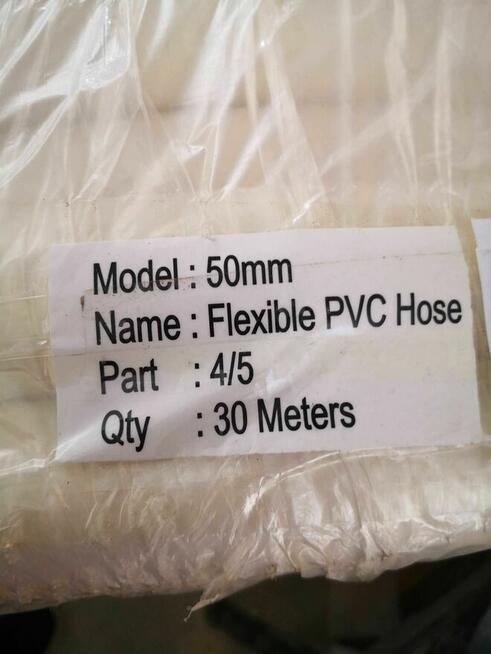 Model : 50mm
Name : Flexible PVC Hose
Part : 4/5
Qty : 30 Meters